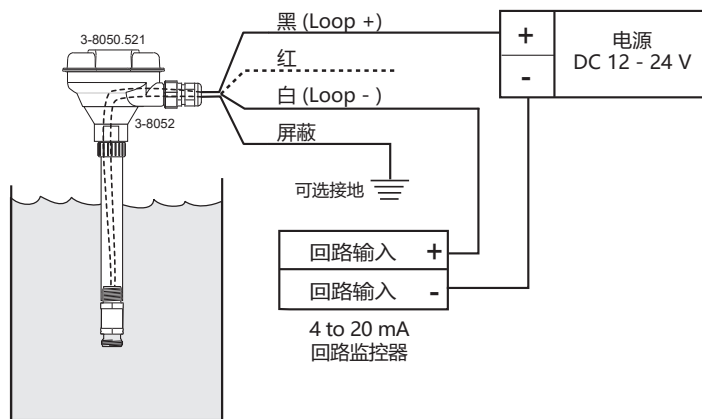 3-8050.521
3-8052
黑 (Loop +)
红
白 (Loop - )
屏蔽
可选接地
+
-
电源
DC 12 - 24 V
回路输入 +
回路输入 -
4 to 20 mA
回路监控器